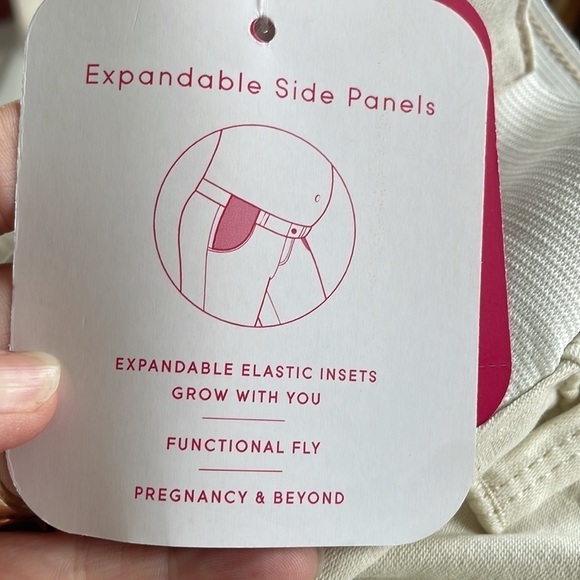 Expandable Side Panels
EXPANDABLE ELASTIC INSETS
GROW WITH YOU
FUNCTIONAL FLY
PREGNANCY & BEYOND